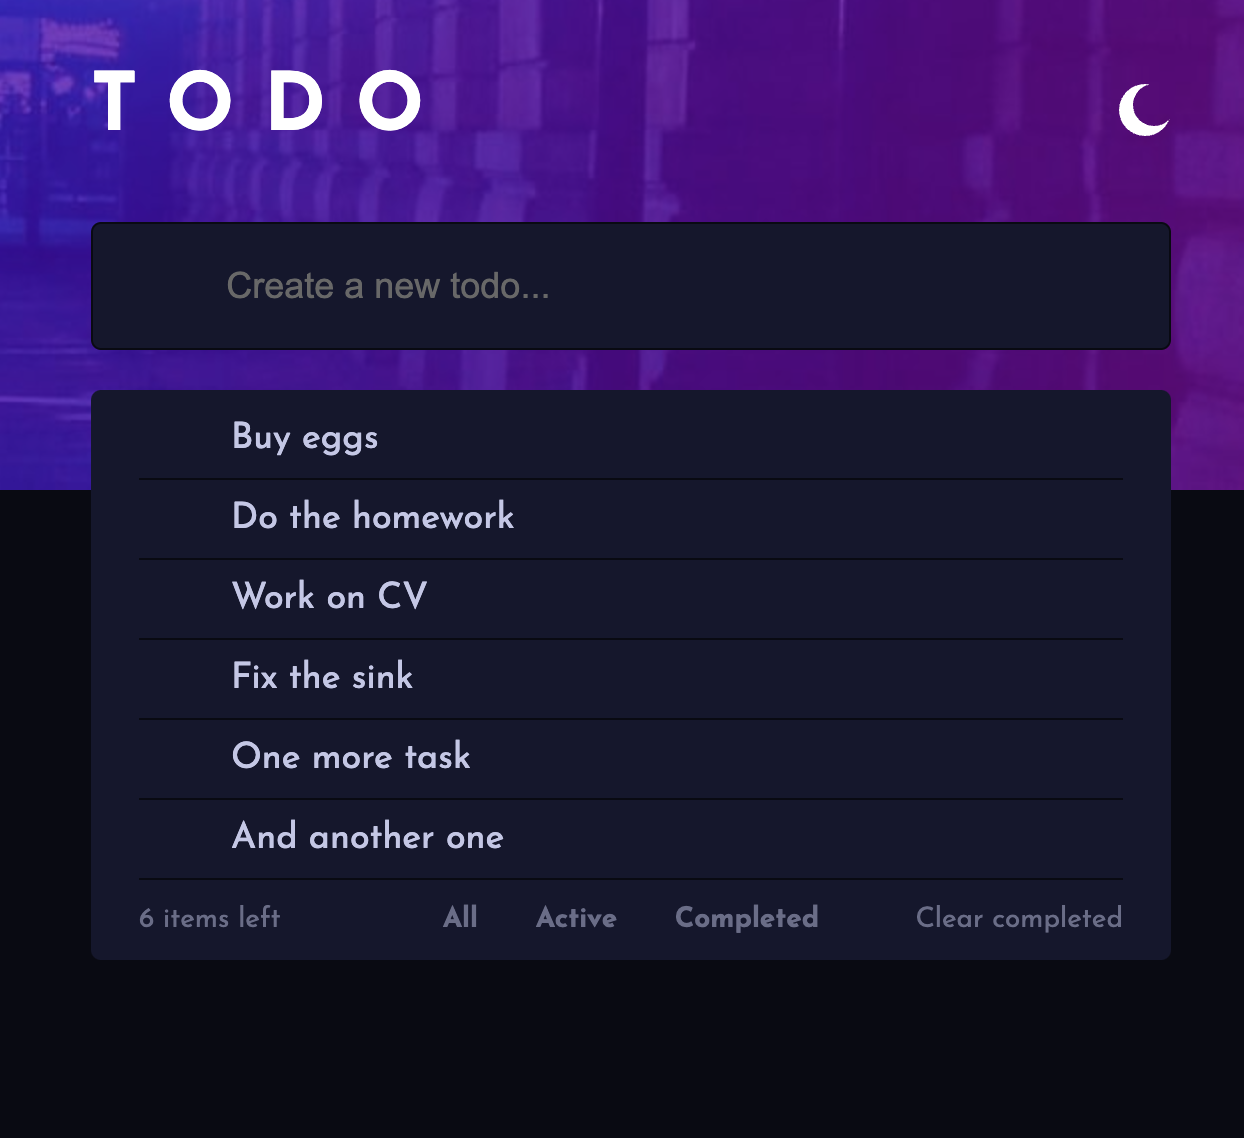 TODO
Create a new todo...
Buy eggs
Do the homework
Work on CV
Fix the sink
One more task
And another one
6 items left All Active Completed Clear completed